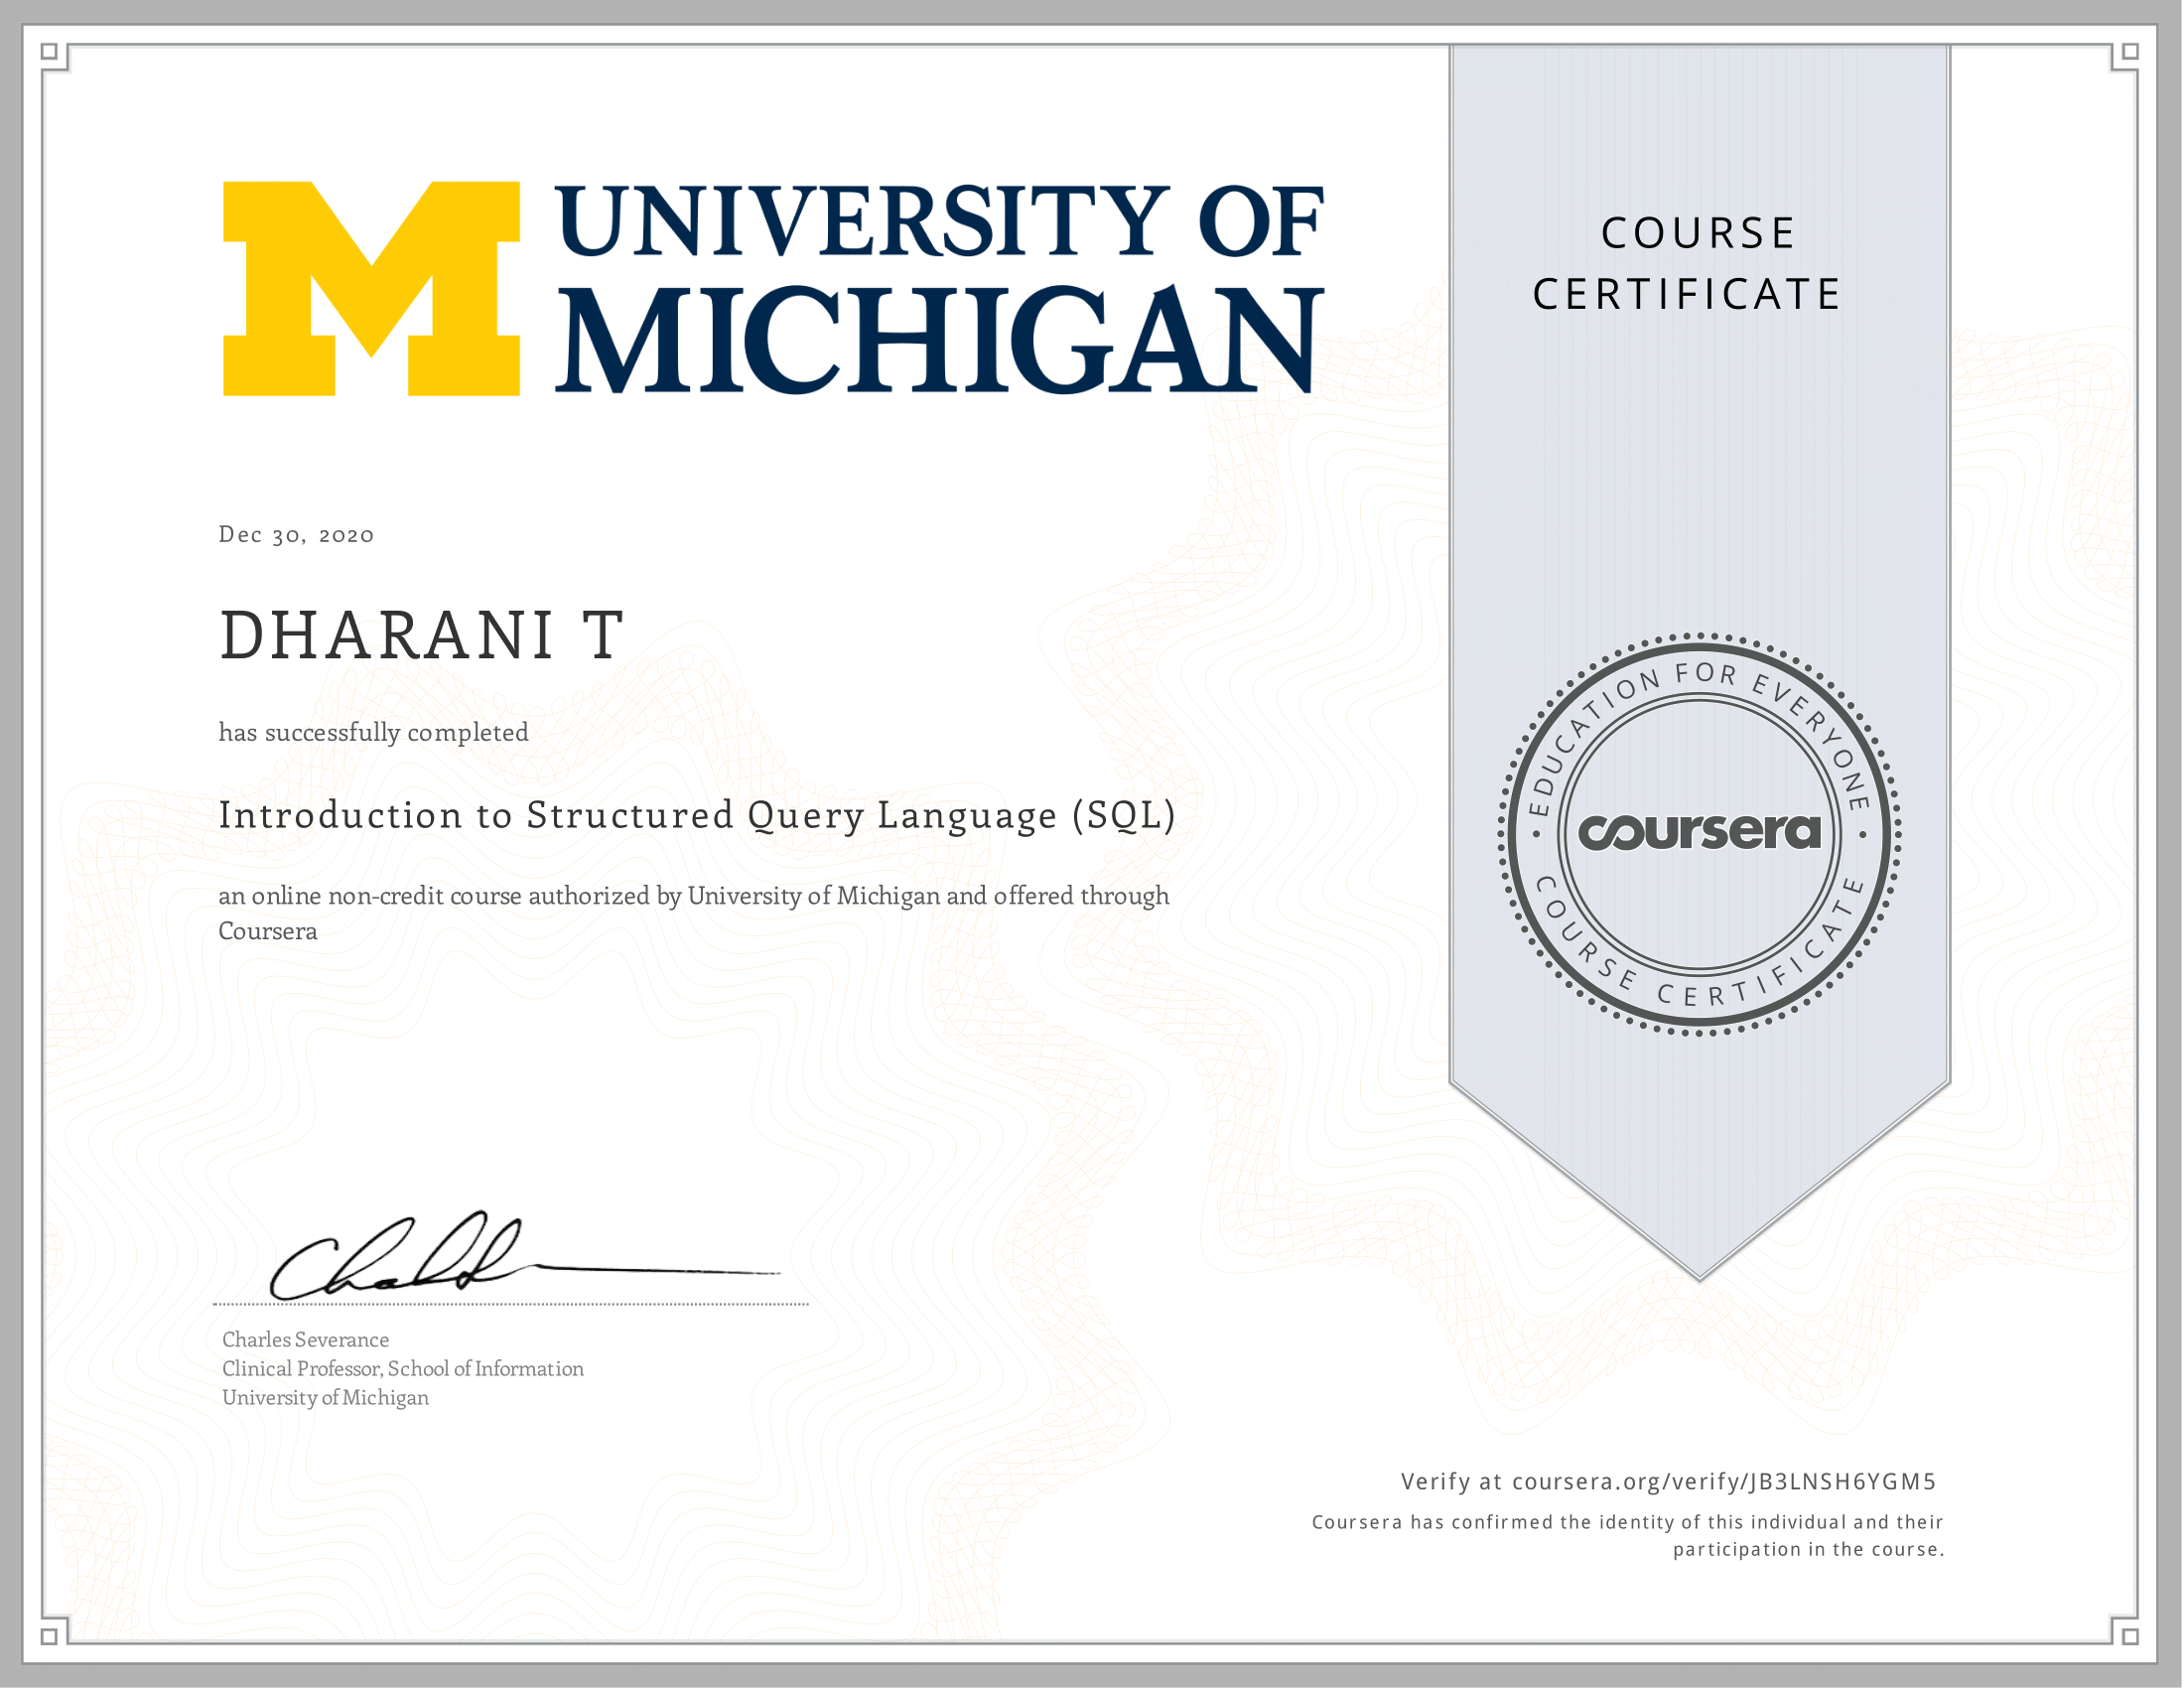 UNIVERSITY OF
MICHIGAN
COURSE
CERTIFICATE
Dec 30, 2020
DHARANI T
has successfully completed
Introduction to Structured Query Language (SQL)
an online non-credit course authorized by University of Michigan and offered through
Coursera
EDUCATION FOR EVERYONE
coursera
COURSE CERTIFICATE
Charles Severance
Clinical Professor, School of Information
University of Michigan
Verify at coursera.org/verify/JB3LNSH6YGM5
Coursera has confirmed the identity of this individual and their
participation in the course.